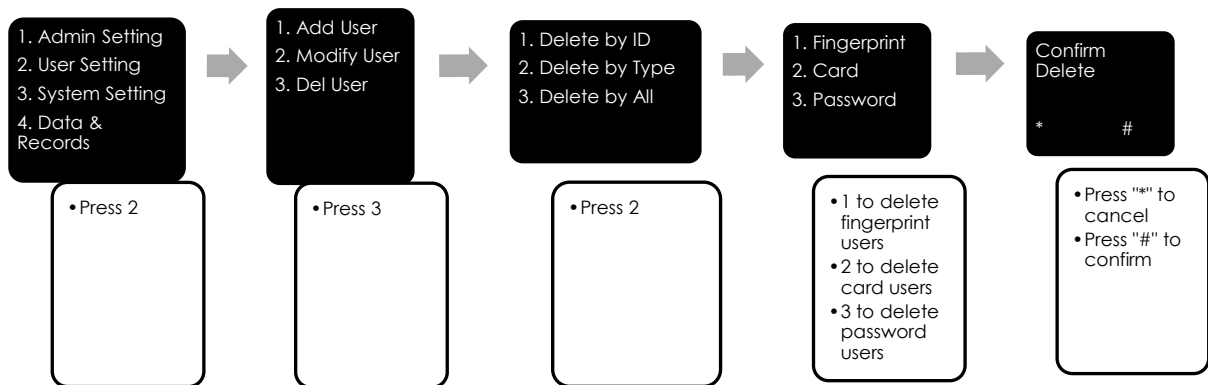 1. Admin Setting
2. User Setting
3. System Setting
4. Data &
Records
• Press 2
1. Add User
2. Modify User
3. Del User
• Press 3
1. Delete by ID
2. Delete by Type
3. Delete by All
• Press 2
1. Fingerprint
2. Card
3. Password
• 1 to delete
fingerprint
users
• 2 to delete
card users
• 3 to delete
password
users
Confirm
Delete
* #
• Press "*" to
cancel
• Press "#" to
confirm